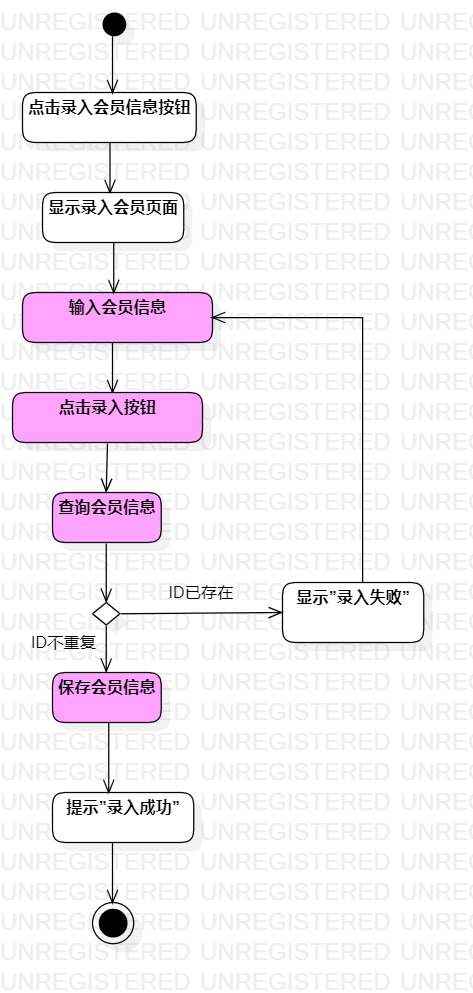 点击录入会员信息按钮
显示录入会员页面
输入会员信息
点击录入按钮
查询会员信息
ID已存在
显示”录入失败”
ID不重复
保存会员信息
提示”录入成功”
UNREGISTERED